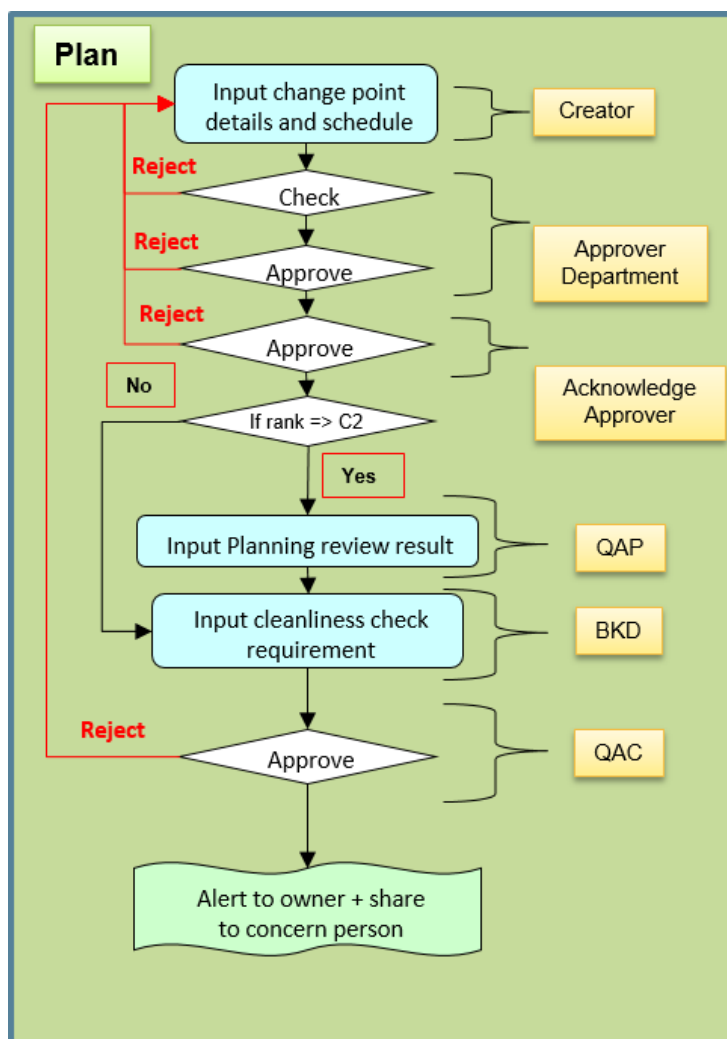 Plan
Input change point
details and schedule
Creator
Reject
Check
Reject
Approve
Approver
Department
Reject
Approve
No
Acknowledge
Approver
If rank => C2
Yes
Input Planning review result
QAP
Input cleanliness check
requirement
BKD
Reject
Approve
QAC
Alert to owner + share
to concern person